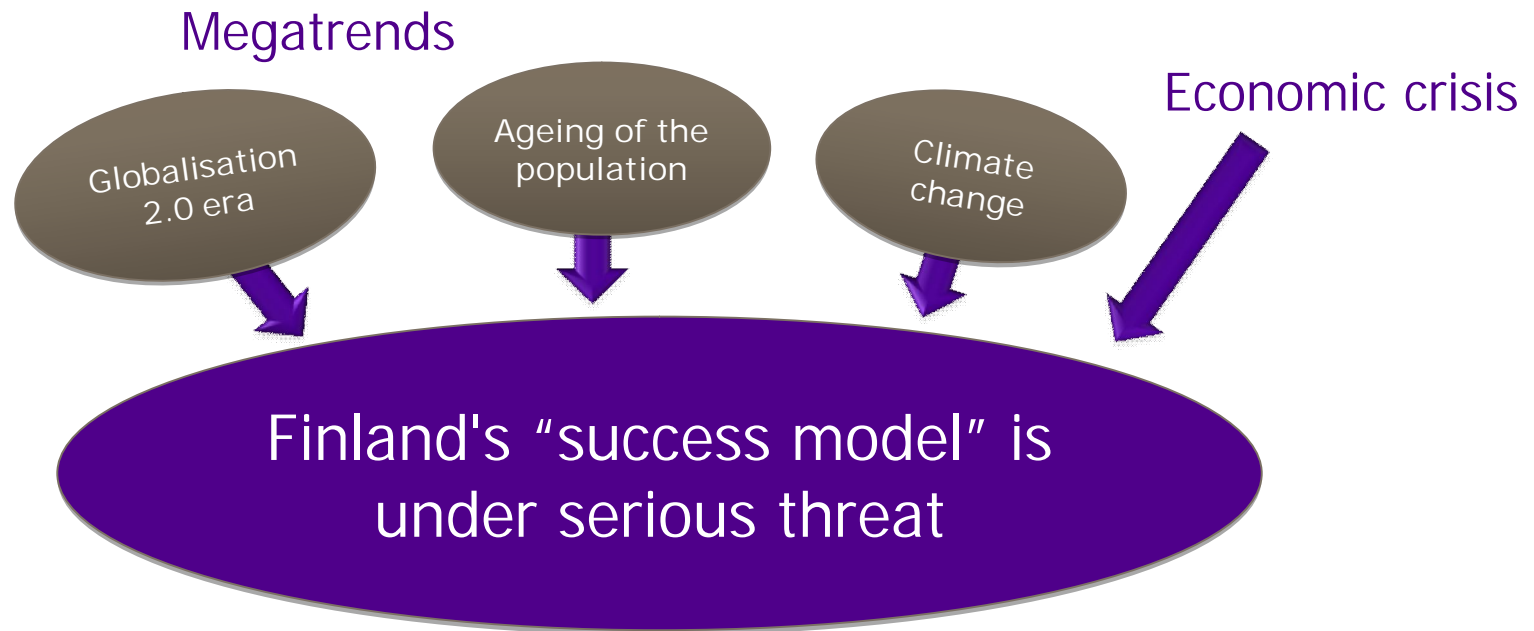 Megatrends
Economic crisis
Globalisation
2.0 era
Ageing of the
population
Climate
change
Finland's “success model” is
under serious threat